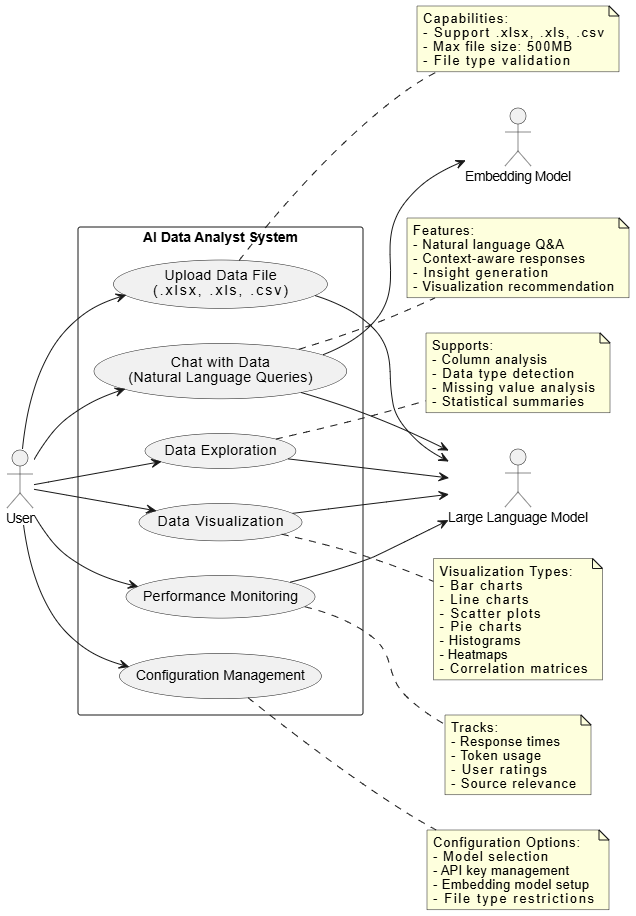 Capabilities:
- Support .xlsx, .xls, .csv
- Max file size: 500MB
- File type validation
Embedding Model
AI Data Analyst System
Features:
- Natural language Q&A
- Context-aware responses
- Insight generation
- Visualization recommendation
Upload Data File
(.xlsx, .xls, .csv)
Chat with Data
(Natural Language Queries)
Supports:
- Column analysis
- Data type detection
- Missing value analysis
- Statistical summaries
Data Exploration
User
Data Visualization
Large Language Model
Performance Monitoring
Visualization Types:
- Bar charts
- Line charts
- Scatter plots
- Pie charts
- Histograms
- Heatmaps
- Correlation matrices
Configuration Management
Tracks:
- Response times
- Token usage
- User ratings
- Source relevance
Configuration Options:
- Model selection
- API key management
- Embedding model setup
- File type restrictions